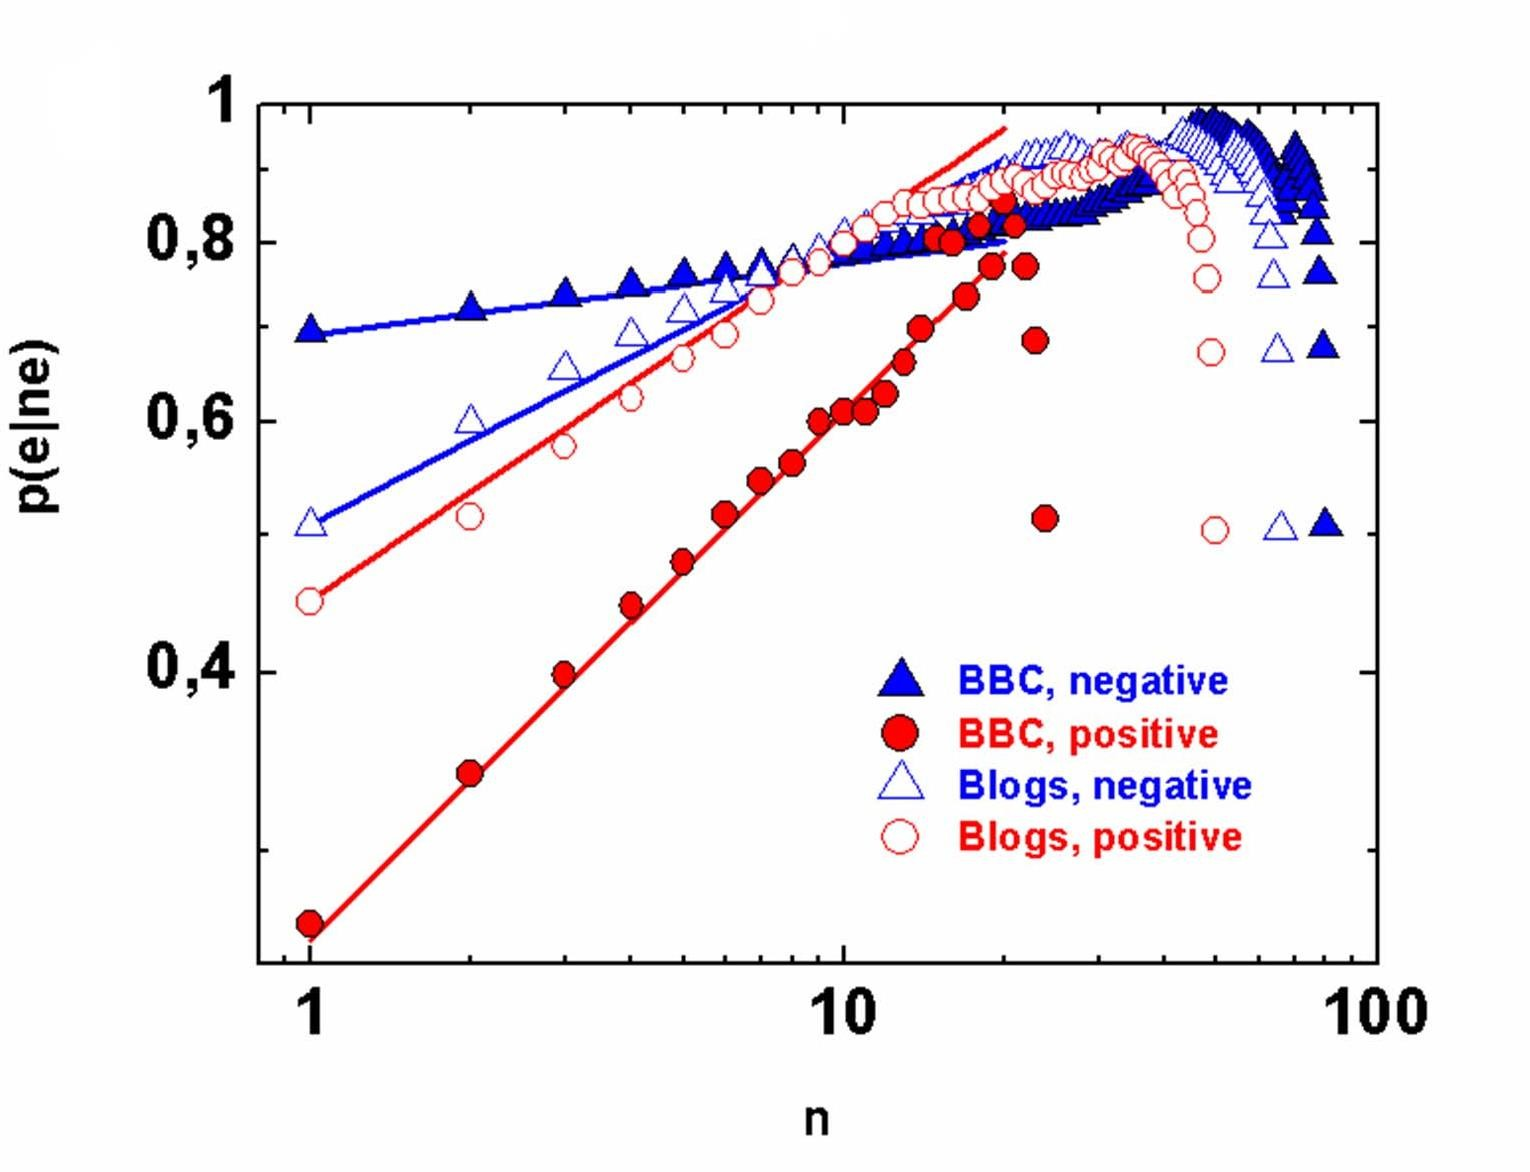 1
0,8
0,6
0,4
p(e|ne)
BBC, negative
BBC, positive
Blogs, negative
Blogs, positive
1 10 100
n